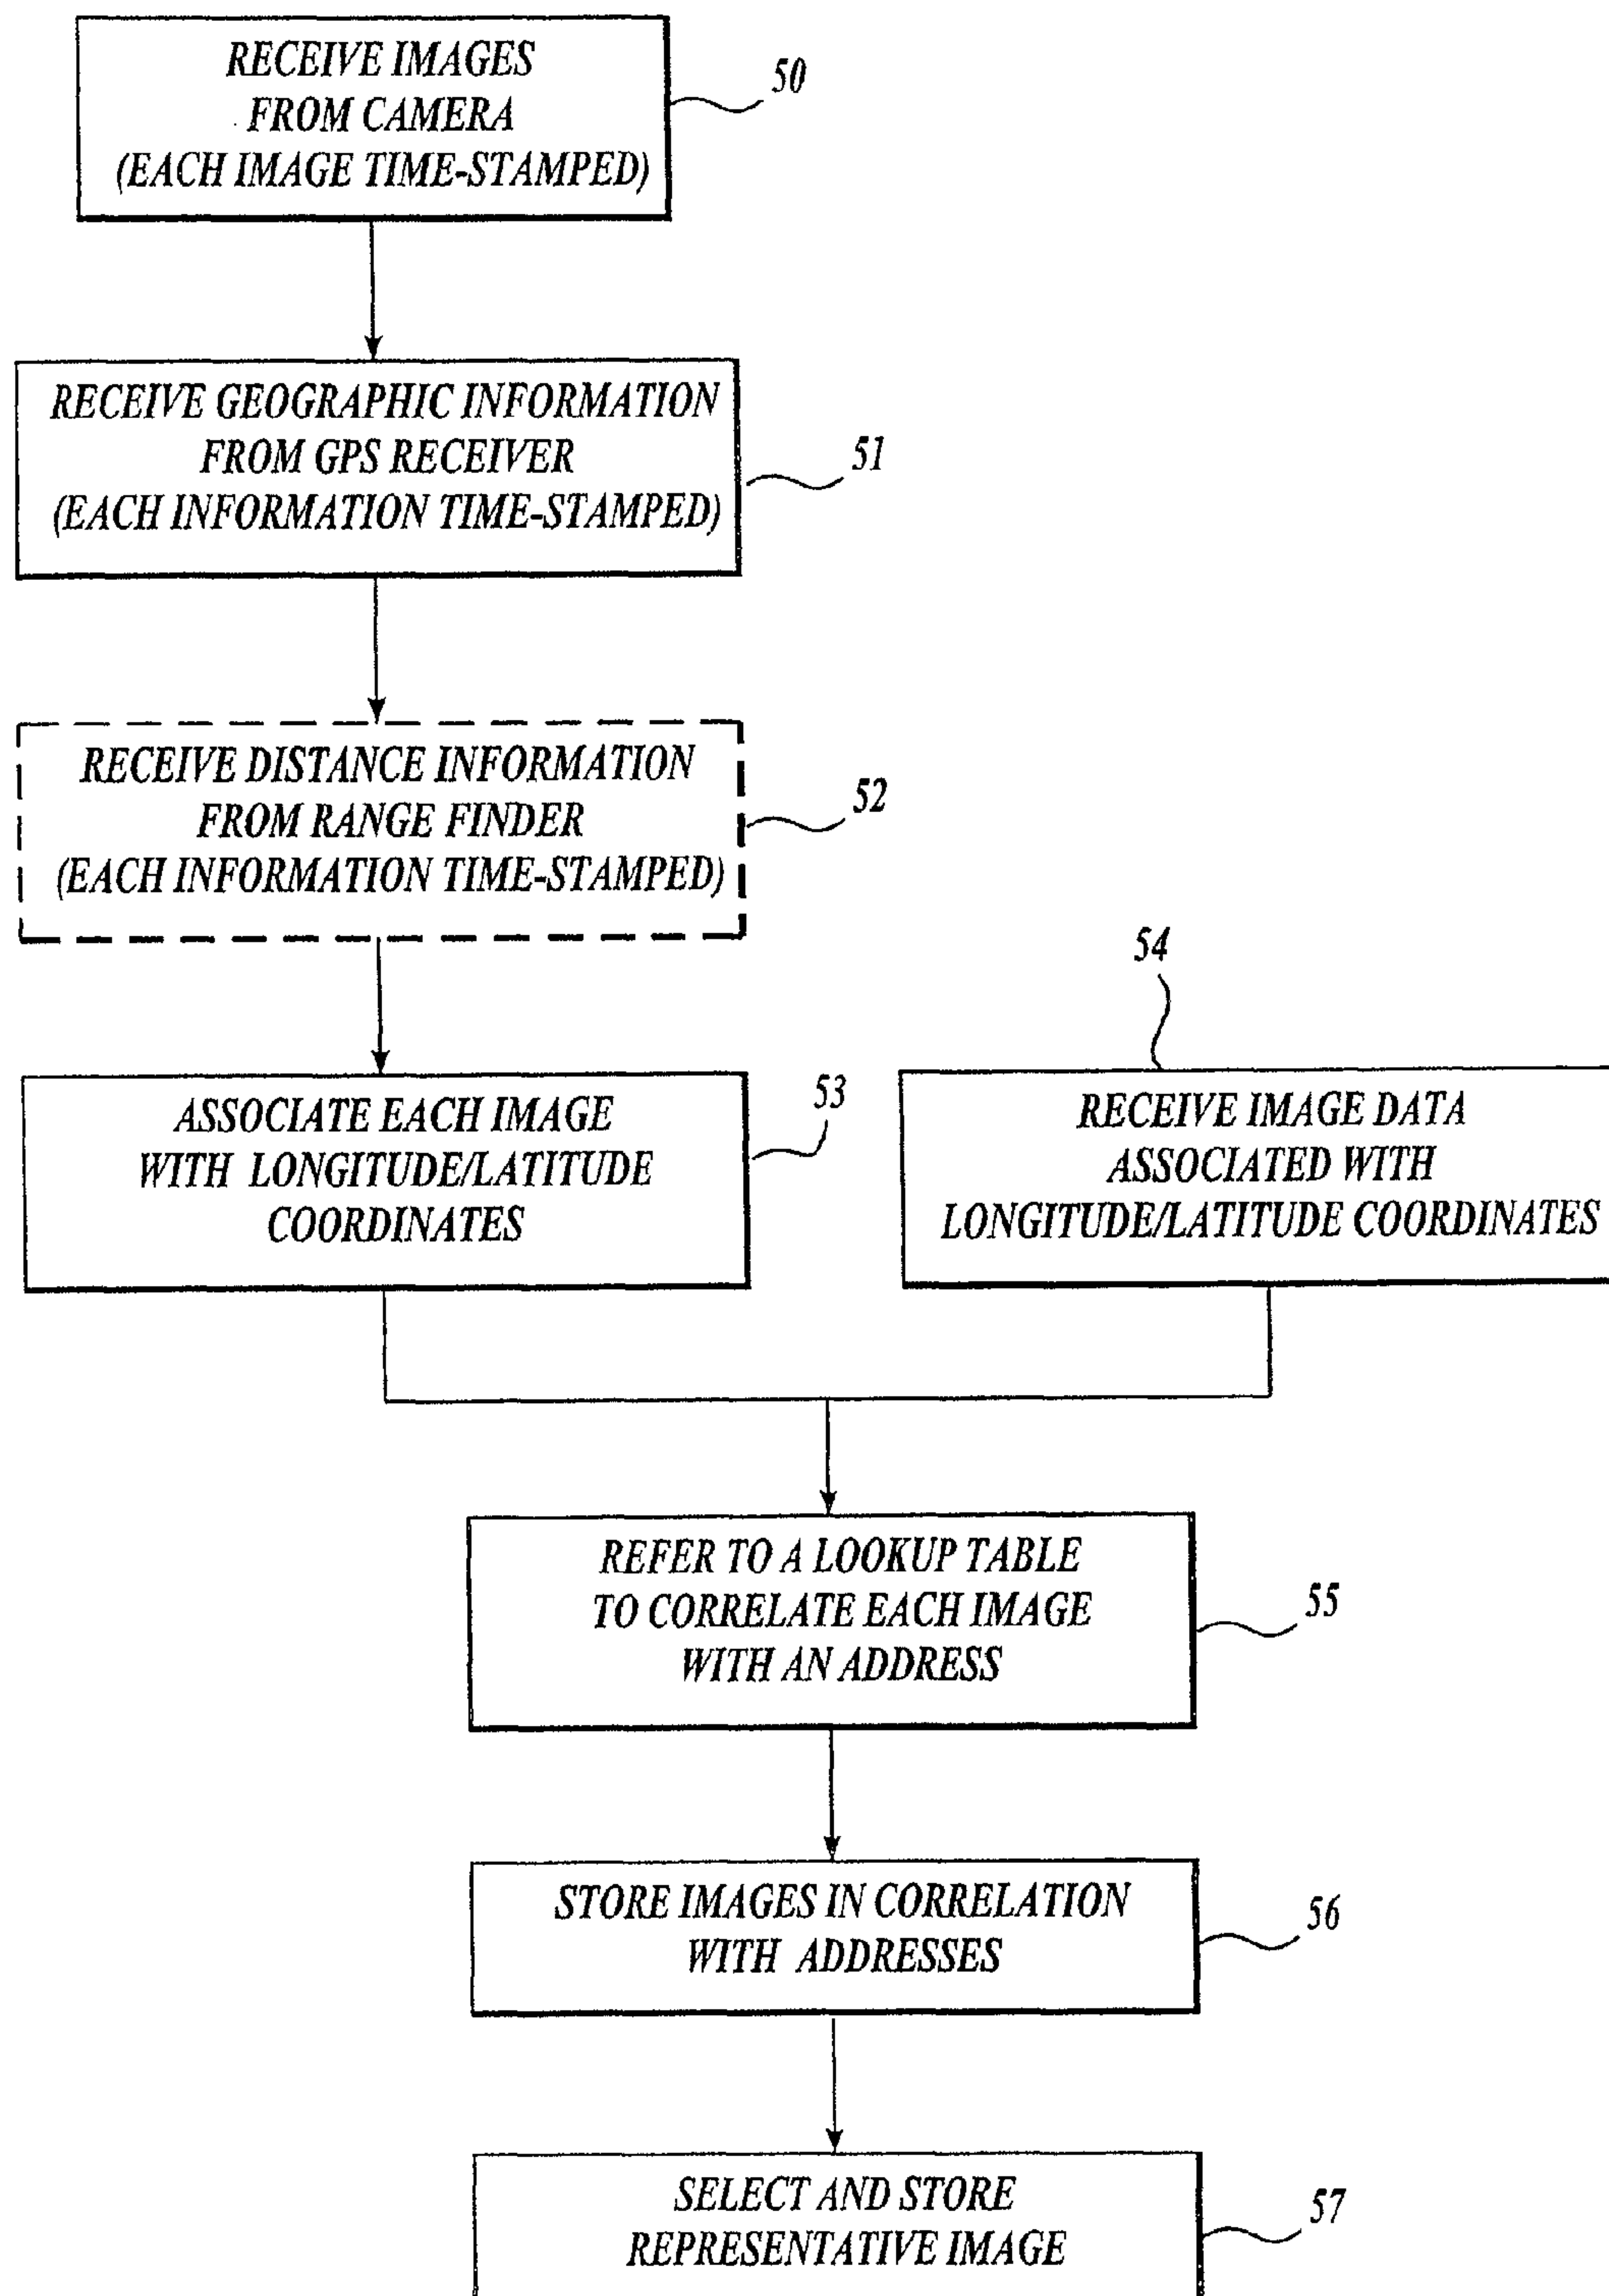 RECEIVE IMAGES
FROM CAMERA
(EACH IMAGE TIME-STAMPED)
50
RECEIVE GEOGRAPHIC INFORMATION
FROM GPS RECEIVER
(EACH INFORMATION TIME-STAMPED)
51
RECEIVE DISTANCE INFORMATION
FROM RANGE FINDER
(EACH INFORMATION TIME-STAMPED)
52
ASSOCIATE EACH IMAGE
WITH LONGITUDE/LATITUDE
COORDINATES
53
54
RECEIVE IMAGE DATA
ASSOCIATED WITH
LONGITUDE/LATITUDE COORDINATES
REFER TO A LOOKUP TABLE
TO CORRELATE EACH IMAGE
WITH AN ADDRESS
55
STORE IMAGES IN CORRELATION
WITH ADDRESSES
56
SELECT AND STORE
REPRESENTATIVE IMAGE
57